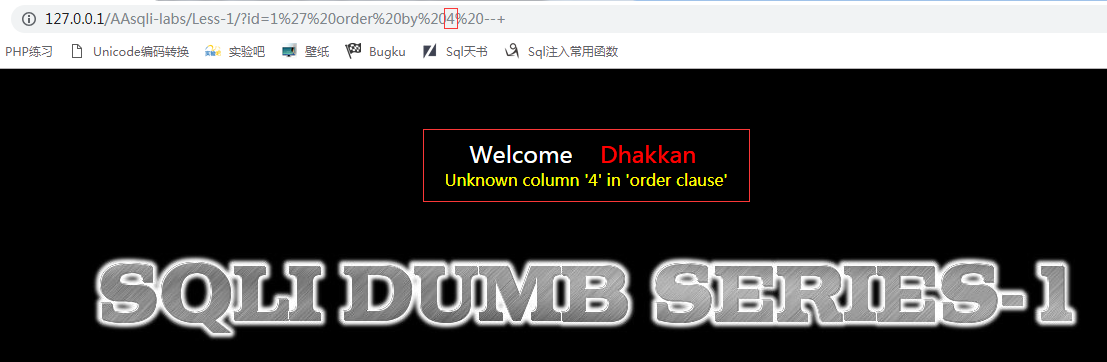 127.0.0.1/AAsqli-labs/Less-1/?id=1%27%20order%20by%204%20--+
PHP练习 Unicode编码转换 实验吧 壁纸 Bugku Sql天书 Sql注入常用函数
Welcome Dhakkan
Unknown column '4' in 'order clause'
SQLI DUMB SERIES-1